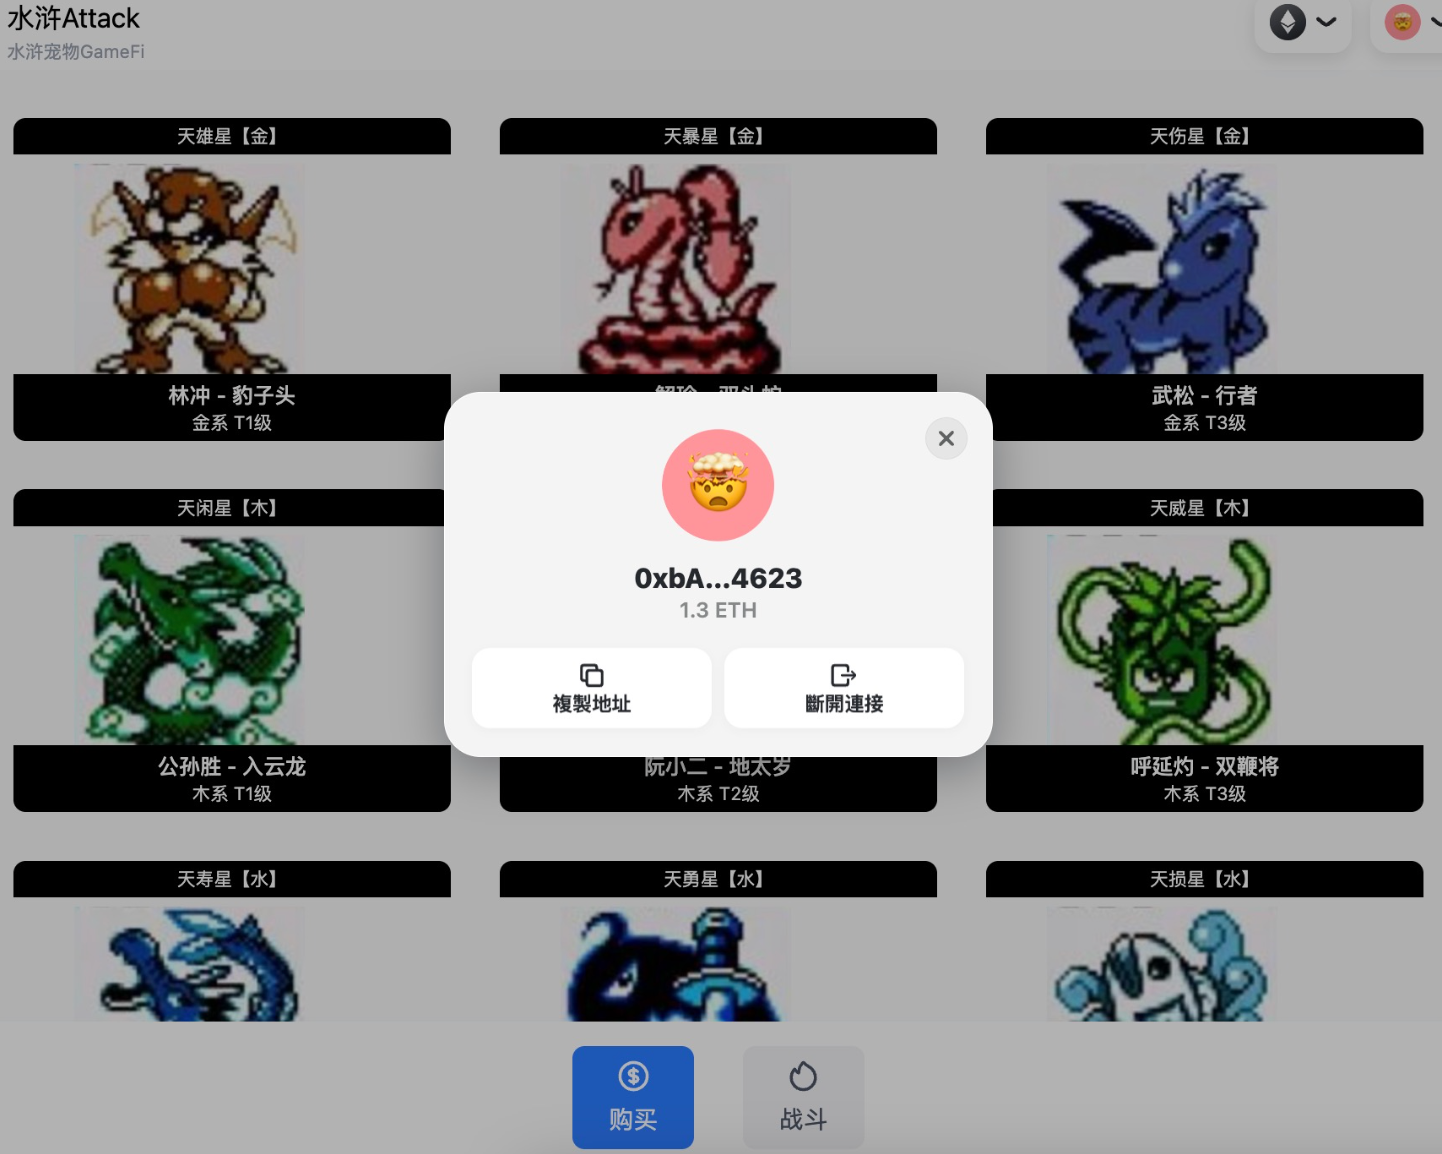 水浒Attack
水浒宠物GameFi
天雄星【金】
天暴星【金】
天伤星【金】
林冲 - 豹子头
金系 T1级
武松 - 行者
金系 T3级
天闲星【木】
天威星【木】
0xbA...4623
1.3 ETH
複製地址
斷開連接
公孙胜 - 入云龙
木系 T1级
阮小二 - 地太岁
木系 T2级
呼延灼 - 双鞭将
木系 T3级
天寿星【水】
天勇星【水】
天损星【水】
$
购买
战斗